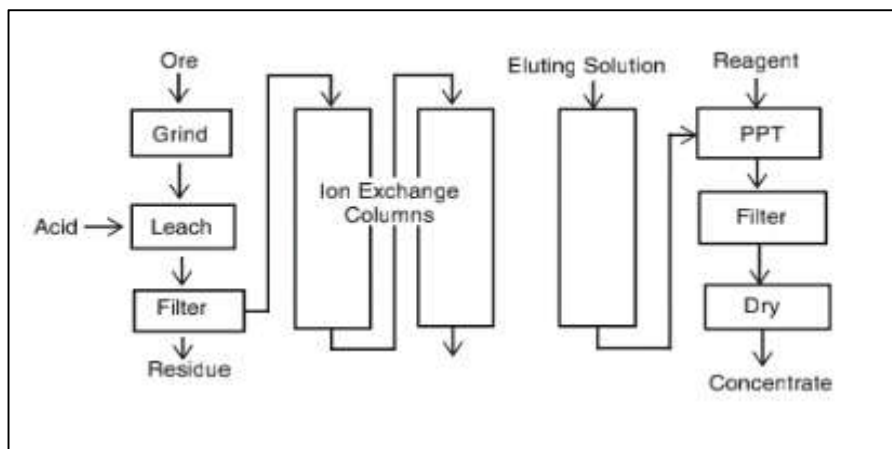 Ore
Grind
Acid
Leach
Filter
Residue
Ion Exchange
Columns
Eluting Solution
Reagent
PPT
Filter
Dry
Concentrate